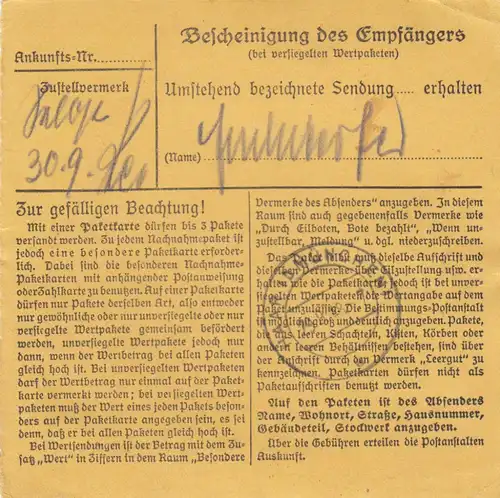 Ankunfts-Nr.
Bescheinigung des Empfängers
(bei versiegelten Wertpaketen)
Zustellvermerk
30.9.
Umstehend bezeichnete Sendung..... erhalten
(Name)
Zur gefälligen Beachtung!
Mit einer Paketkarte dürfen bis 3 Pakete
versandt werden. Zu jedem Nachnahmepaket ist
jedoch eine besondere Paketkarte erforder-
lich. Dabei sind die besonderen Nachnahme-
Paketkarten mit anhängender Postanweisung
oder Zahlkarte zu benutzen. Auf einer Paketkarte
dürfen nur Pakete derselben Art, also entweder
nur gewöhnliche oder nur unversiegelte oder nur
versiegelte Wertpakete gemeinsam befördert
werden, unversiegelte Wertpakete jedoch nur
dann, wenn der Wertbetrag bei allen Paketen
gleich hoch ist. Bei unversiegelten Wertpaketen
darf der Wertbetrag nur einmal auf der Paket-
karte vermerkt werden; bei versiegelten Wert-
paketen muß der Wert eines jeden Pakets beson-
ders auf der Paketkarte angegeben sein, es sei
denn, daß er bei allen Paketen gleich hoch ist.
Bei Wertsendungen ist der Betrag mit dem Zu-
satz „Wert" in Ziffern in dem Raum „Besondere
Vermerke des Absenders" anzugeben. In diesem
Raum sind auch gegebenenfalls Vermerke wie
„Durch Eilboten, Bote bezahlt", „Wenn un-
zustellbar, Meldung" u. dgl. niederzuschreiben.
Das Paket muß dieselbe Aufschrift und
diese Vermerke über Eilzustellung usw. er-
halten wie die Paketkarte, jedoch ist bei unver-
siegelten Wertpaketen die Wertangabe auf dem
Paket unzulässig. Die Bestimmungs-Postanstalt
ist möglichst groß und deutlich anzugeben. Pakete,
die aus leeren Schachteln, Kisten, Körben oder
anderen leeren Behältnissen bestehen, sind über
der Aufschrift durch den Vermerk „Leergut" zu
kennzeichnen. Paketkarten dürfen nicht als
Paketaufschriften benutzt werden.
Auf den Paketen ist des Absenders
Name, Wohnort, Straße, Hausnummer,
Gebäudeteil, Stockwerk anzugeben.
Über die Gebühren erteilen die Postanstalten
Auskunft.